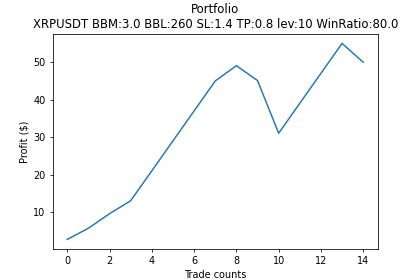 Portfolio
XRPUSDT BBM:3.0 BBL:260 SL:1.4 TP:0.8 lev:10 WinRatio:80.0
50
40
30
20
10
Profit ($)
0 2 4 6 8 10 12 14
Trade counts